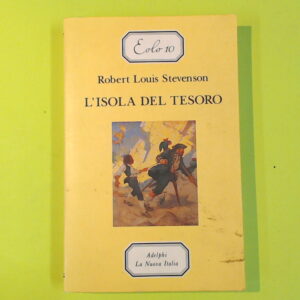 Eolo 10
Robert Louis Stevenson
L'ISOLA DEL TESORO
Adelphi
La Nuova Italia